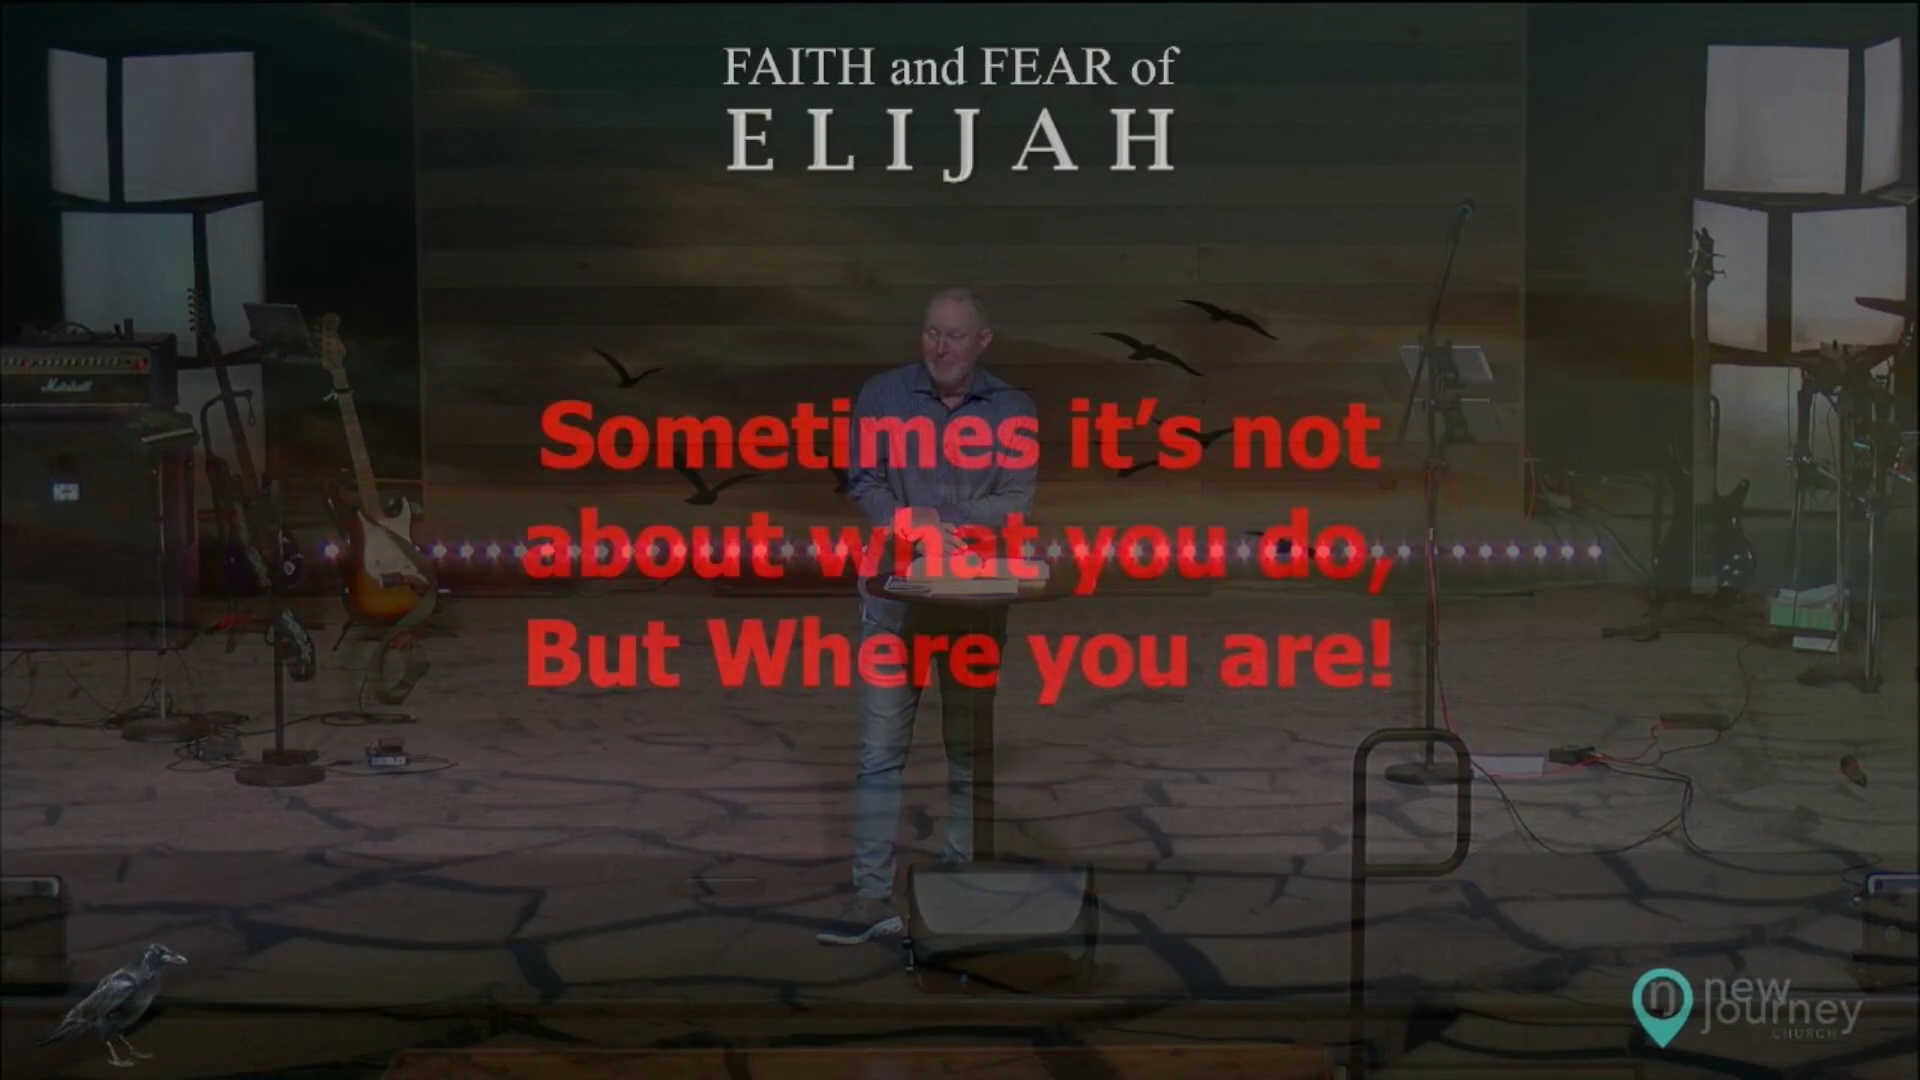 FAITH and FEAR of
ELIJAH
Marshall
Sometimes it’s not
about what you do,
But Where you are!
new
journey
CHURCH